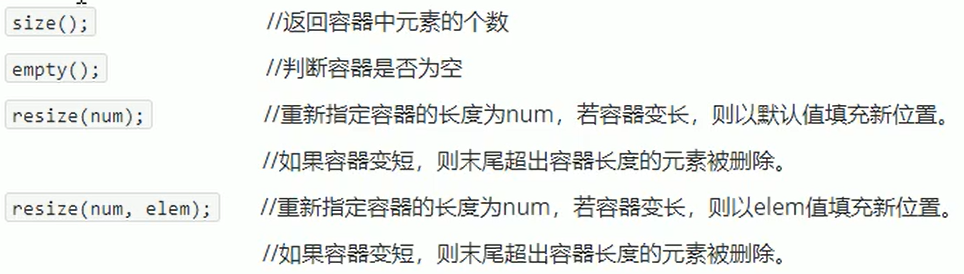 size(); //返回容器中元素的个数
empty(); //判断容器是否为空
resize(num); //重新指定容器的长度为num，若容器变长，则以默认值填充新位置。
//如果容器变短，则末尾超出容器长度的元素被删除。
resize(num, elem); //重新指定容器的长度为num，若容器变长，则以elem值填充新位置。
//如果容器变短，则末尾超出容器长度的元素被删除。